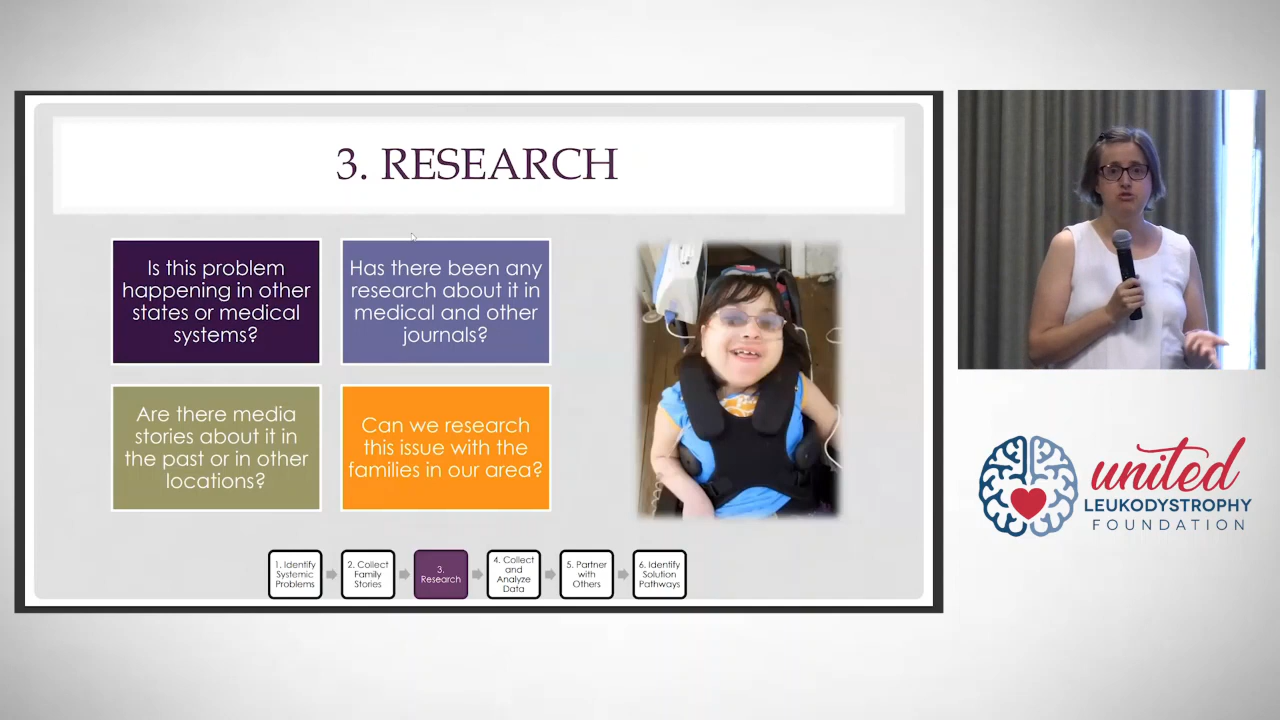 3. RESEARCH
Is this problem
happening in other
states or medical
systems?
Has there been any
research about it in
medical and other
journals?
Are there media
stories about it in
the past or in other
locations?
Can we research
this issue with the
families in our area?
1. Identify
Systemic
Problems
2. Collect
Family
Stories
3.
Research
4. Collect
and
Analyze
Data
5. Partner
with
Others
6. Identify
Solution
Pathways
united
LEUKODYSTROPHY
FOUNDATION